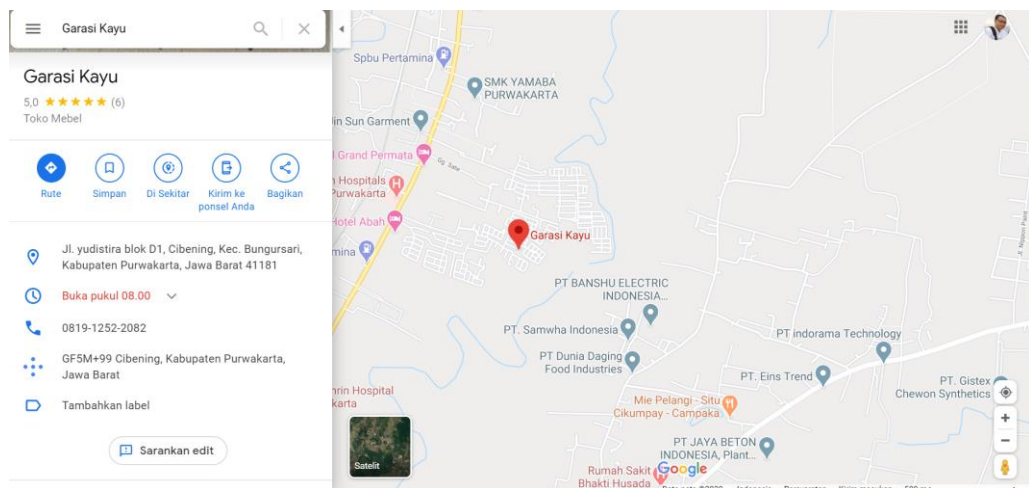 Garasi Kayu
Garasi Kayu
5,0 ★★★★★ (6)
Toko Mebel
Rute
Simpan
Di Sekitar
Kirim ke
ponsel Anda
Bagikan
Jl. yudistira blok D1, Cibening, Kec. Bungursari,
Kabupaten Purwakarta, Jawa Barat 41181
Buka pukul 08.00
0819-1252-2082
GF5M+99 Cibening, Kabupaten Purwakarta,
Jawa Barat
Tambahkan label
Sarankan edit
Spbu Pertamina
SMK YAMABA
PURWAKARTA
Sun Garment
Grand Permata
Gg. Sate
Hospitals
Purwakarta
Hotel Abah
Garasi Kayu
mina
PT BANSHU ELECTRIC
INDONESIA...
PT. Samwha Indonesia
PT indorama Technology
PT Dunia Daging
Food Industries
PT. Eins Trend
PT. Gistex
Chewon Synthetics
Hospital
karta
Mie Pelangi - Situ
Cikumpay - Campaka
PT JAYA BETON
INDONESIA, Plant...
Rumah Sakit
Bhakti Husada
Google
Satelit